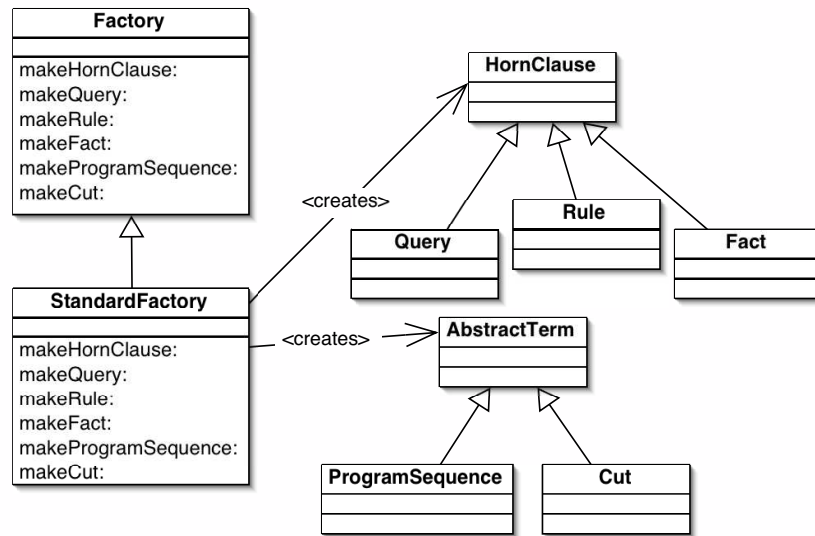 Factory
makeHornClause:
makeQuery:
makeRule:
makeFact:
makeProgramSequence:
makeCut:
HornClause
<creates>
Query
Rule
Fact
StandardFactory
makeHornClause:
makeQuery:
makeRule:
makeFact:
makeProgramSequence:
makeCut:
<creates>
AbstractTerm
ProgramSequence
Cut